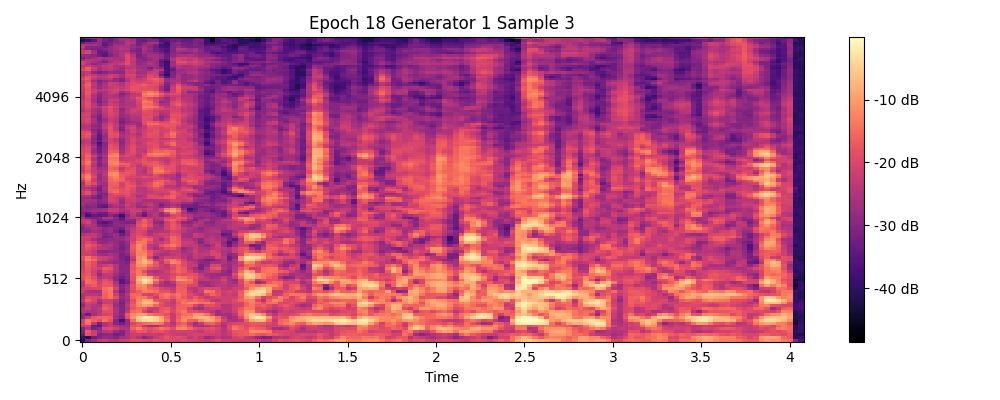 Epoch 18 Generator 1 Sample 3
Hz
4096
2048
1024
512
0
0 0.5 1 1.5 2 2.5 3 3.5 4
Time
-10 dB
-20 dB
-30 dB
-40 dB